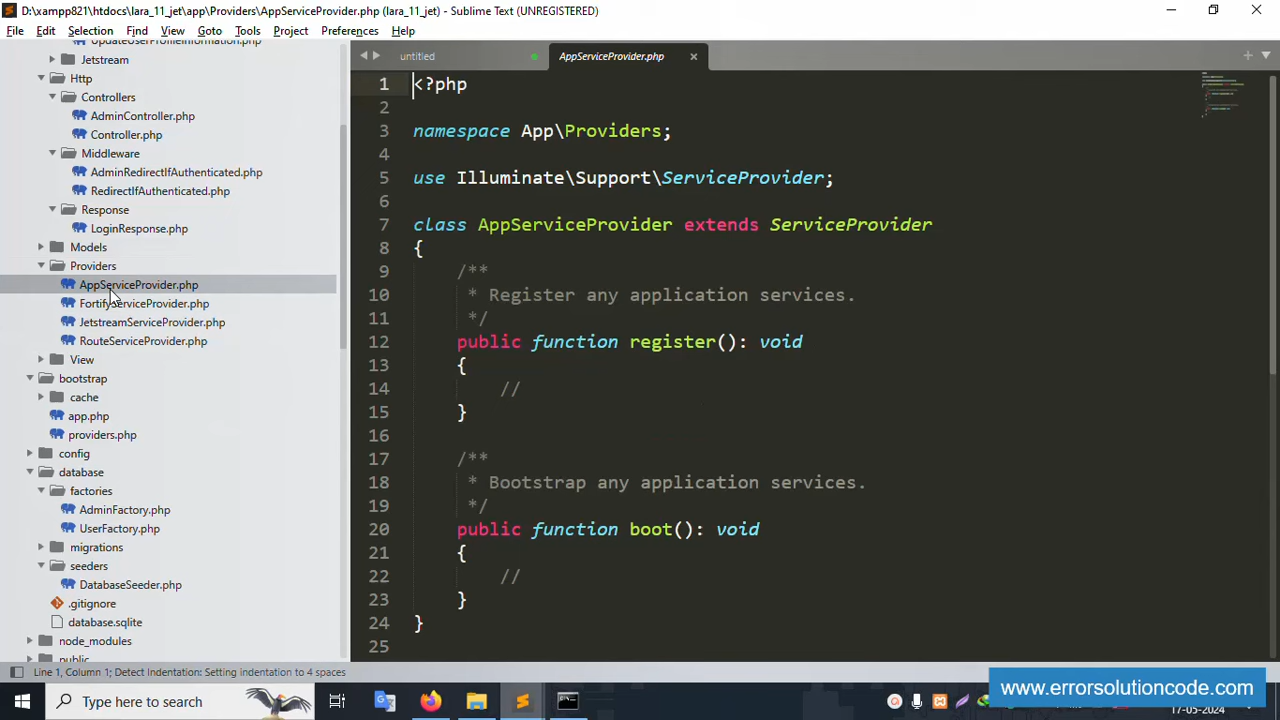 D:\xampp821\htdocs\lara_11_jet\app\Providers\AppServiceProvider.php (lara_11_jet) - Sublime Text (UNREGISTERED)
File Edit Selection Find View Goto Tools Project Preferences Help
UpdateUserProfileInformation.php
Jetstream
Http
Controllers
AdminController.php
Controller.php
Middleware
AdminRedirectIfAuthenticated.php
RedirectIfAuthenticated.php
Response
LoginResponse.php
Models
Providers
AppServiceProvider.php
FortifyServiceProvider.php
JetstreamServiceProvider.php
RouteServiceProvider.php
View
bootstrap
cache
app.php
providers.php
config
database
factories
AdminFactory.php
UserFactory.php
migrations
seeders
DatabaseSeeder.php
.gitignore
database.sqlite
node_modules
public
untitled
AppServiceProvider.php
1 <?php
2
3 namespace App\Providers;
4
5 use Illuminate\Support\ServiceProvider;
6
7 class AppServiceProvider extends ServiceProvider
8 {
9 /**
10 * Register any application services.
11 */
12 public function register(): void
13 {
14 //
15 }
16
17 /**
18 * Bootstrap any application services.
19 */
20 public function boot(): void
21 {
22 //
23 }
24 }
25
Line 1, Column 1; Detect Indentation: Setting indentation to 4 spaces
www.errorsolutioncode.com
Type here to search
17-05-2024